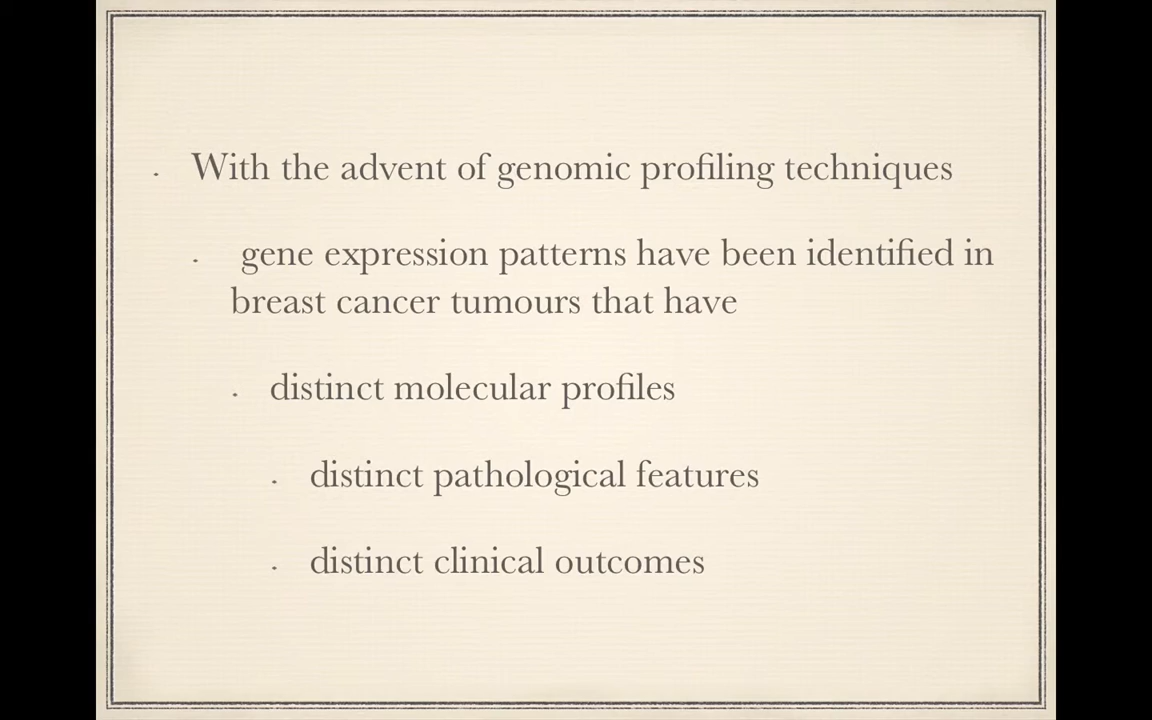 With the advent of genomic profiling techniques
gene expression patterns have been identified in
breast cancer tumours that have
distinct molecular profiles
distinct pathological features
distinct clinical outcomes